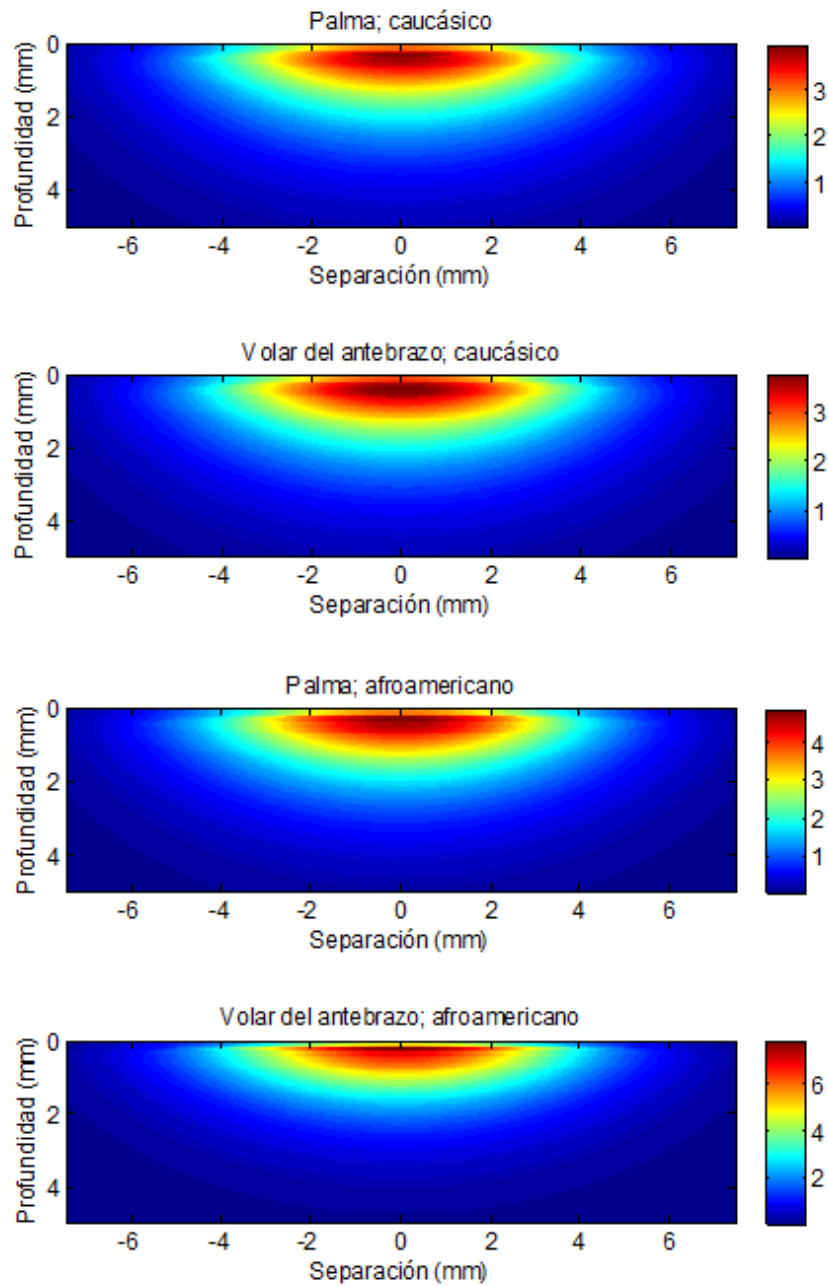 Palma; caucásico
0
2
4
Profundidad (mm)
-6 -4 -2 0 2 4 6
Separación (mm)
3
2
1
Volar del antebrazo; caucásico
0
2
4
Profundidad (mm)
-6 -4 -2 0 2 4 6
Separación (mm)
3
2
1
Palma; afroamericano
0
2
4
Profundidad (mm)
-6 -4 -2 0 2 4 6
Separación (mm)
4
3
2
1
Volar del antebrazo; afroamericano
0
2
4
Profundidad (mm)
-6 -4 -2 0 2 4 6
Separación (mm)
6
4
2